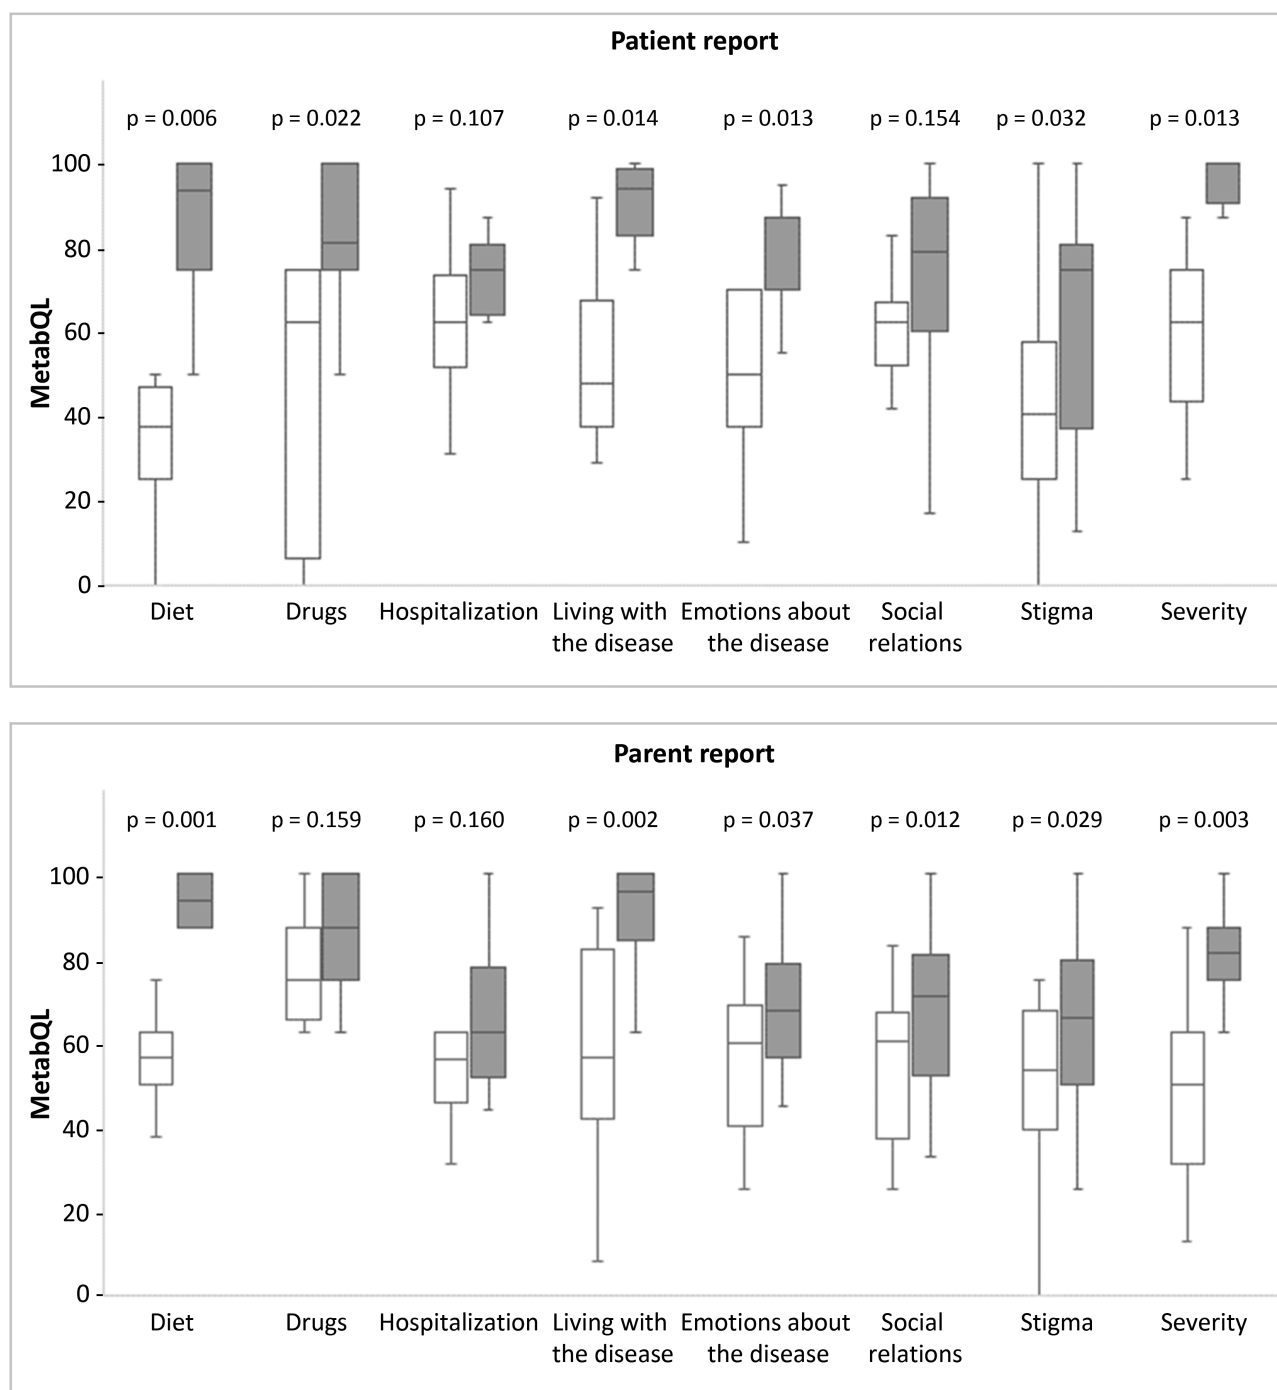 Patient report
p = 0.006 p = 0.022 p = 0.107 p = 0.014 p = 0.013 p = 0.154 p = 0.032 p = 0.013
MetabQL
100
80
60
40
20
0
Diet Drugs Hospitalization Living with Emotions about Social Stigma Severity
the disease the disease relations
Parent report
p = 0.001 p = 0.159 p = 0.160 p = 0.002 p = 0.037 p = 0.012 p = 0.029 p = 0.003
MetabQL
100
80
60
40
20
0
Diet Drugs Hospitalization Living with Emotions about Social Stigma Severity
the disease the disease relations